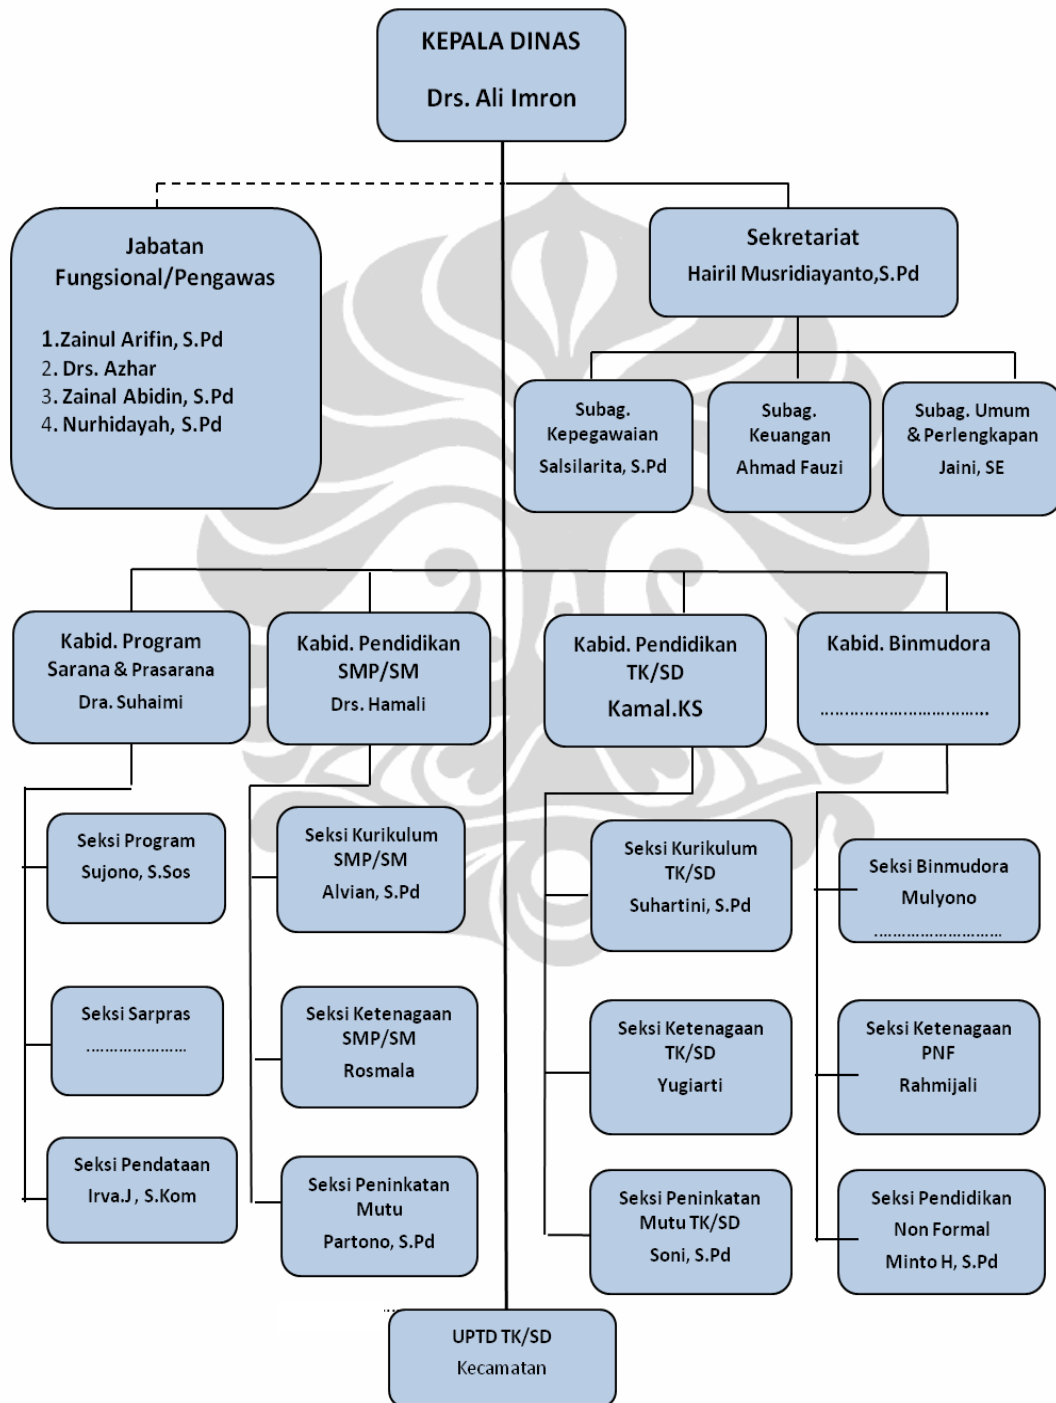 KEPALA DINAS
Drs. Ali Imron
Jabatan
Fungsional/Pengawas
1.Zainul Arifin, S.Pd
2. Drs. Azhar
3. Zainal Abidin, S.Pd
4. Nurhidayah, S.Pd
Sekretariat
Hairil Musridiayanto,S.Pd
Subag.
Kepegawaian
Salsilarita, S.Pd
Subag.
Keuangan
Ahmad Fauzi
Subag. Umum
& Perlengkapan
Jaini, SE
Kabid. Program
Sarana & Prasarana
Dra. Suhaimi
Kabid. Pendidikan
SMP/SM
Drs. Hamali
Kabid. Pendidikan
TK/SD
Kamal.KS
Kabid. Binmudora
.................................
Seksi Program
Sujono, S.Sos
Seksi Sarpras
.....................
Seksi Pendataan
Irva.J , S.Kom
Seksi Kurikulum
SMP/SM
Alvian, S.Pd
Seksi Ketenagaan
SMP/SM
Rosmala
Seksi Peninkatan
Mutu
Partono, S.Pd
Seksi Kurikulum
TK/SD
Suhartini, S.Pd
Seksi Ketenagaan
TK/SD
Yugiarti
Seksi Peninkatan
Mutu TK/SD
Soni, S.Pd
Seksi Binmudora
Mulyono
...........................
Seksi Ketenagaan
PNF
Rahmijali
Seksi Pendidikan
Non Formal
Minto H, S.Pd
...
UPTD TK/SD
Kecamatan